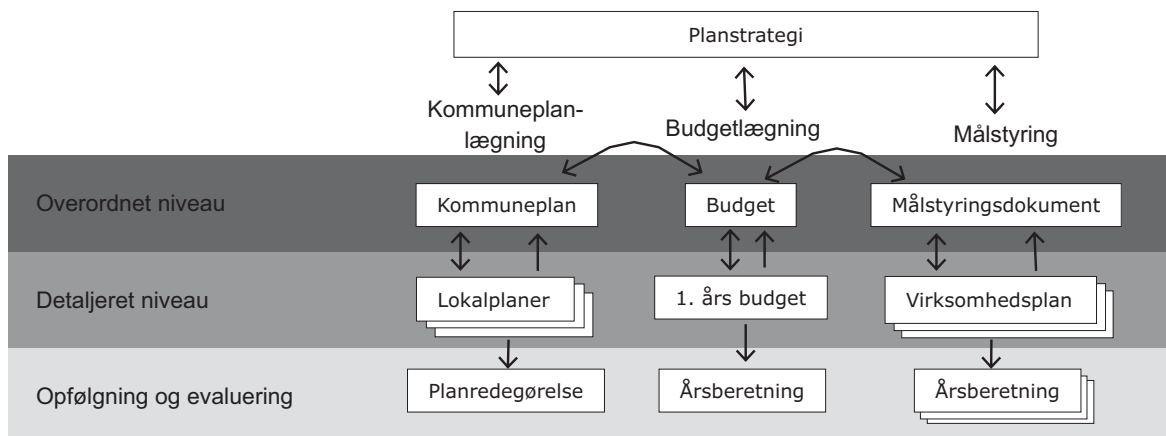 Planstrategi
Kommuneplan-
lægning
Budgetlægning
Målstyring
Overordnet niveau
Kommuneplan
Budget
Målstyringsdokument
Detaljeret niveau
Lokalplaner
1. års budget
Virksomhedsplan
Opfølgning og evaluering
Planredegørelse
Årsberetning
Årsberetning